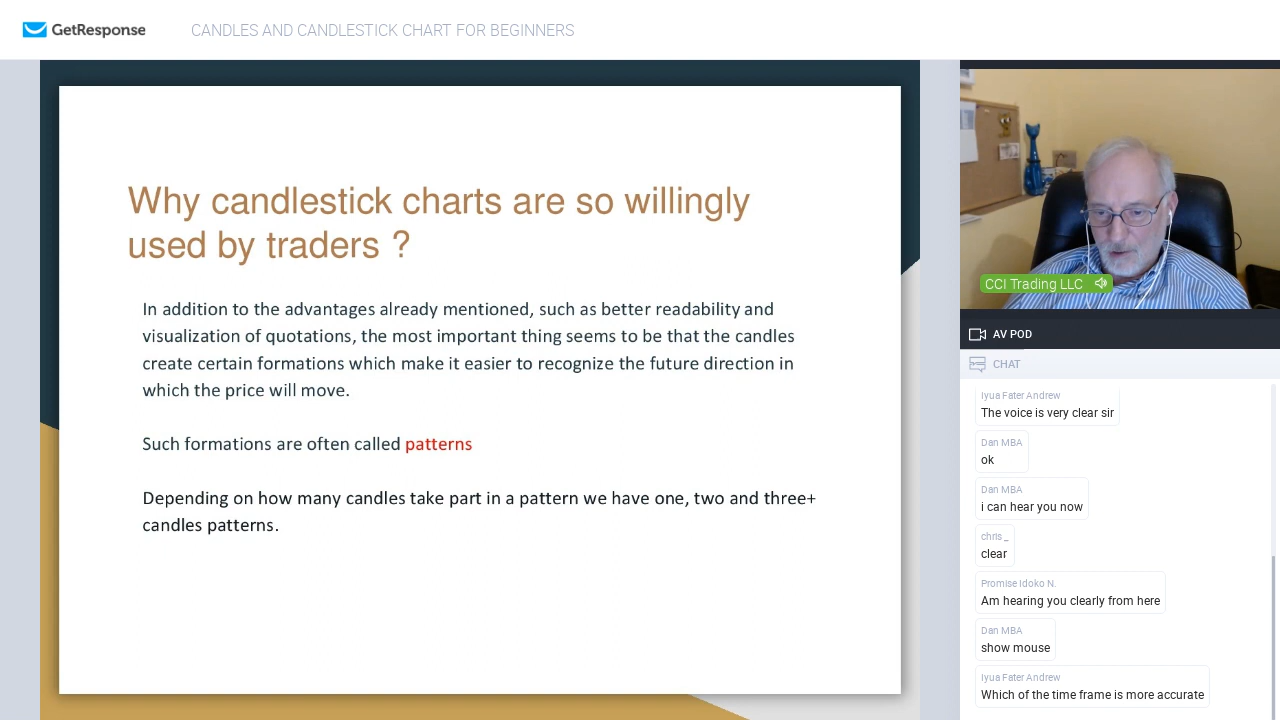 GetResponse
CANDLES AND CANDLESTICK CHART FOR BEGINNERS
Why candlestick charts are so willingly
used by traders ?
In addition to the advantages already mentioned, such as better readability and
visualization of quotations, the most important thing seems to be that the candles
create certain formations which make it easier to recognize the future direction in
which the price will move.
Such formations are often called patterns
Depending on how many candles take part in a pattern we have one, two and three+
candles patterns.
CCI Trading LLC
AV POD
CHAT
Iyua Fater Andrew
The voice is very clear sir
Dan MBA
ok
Dan MBA
i can hear you now
chris _
clear
Promise Idoko N.
Am hearing you clearly from here
Dan MBA
show mouse
Iyua Fater Andrew
Which of the time frame is more accurate